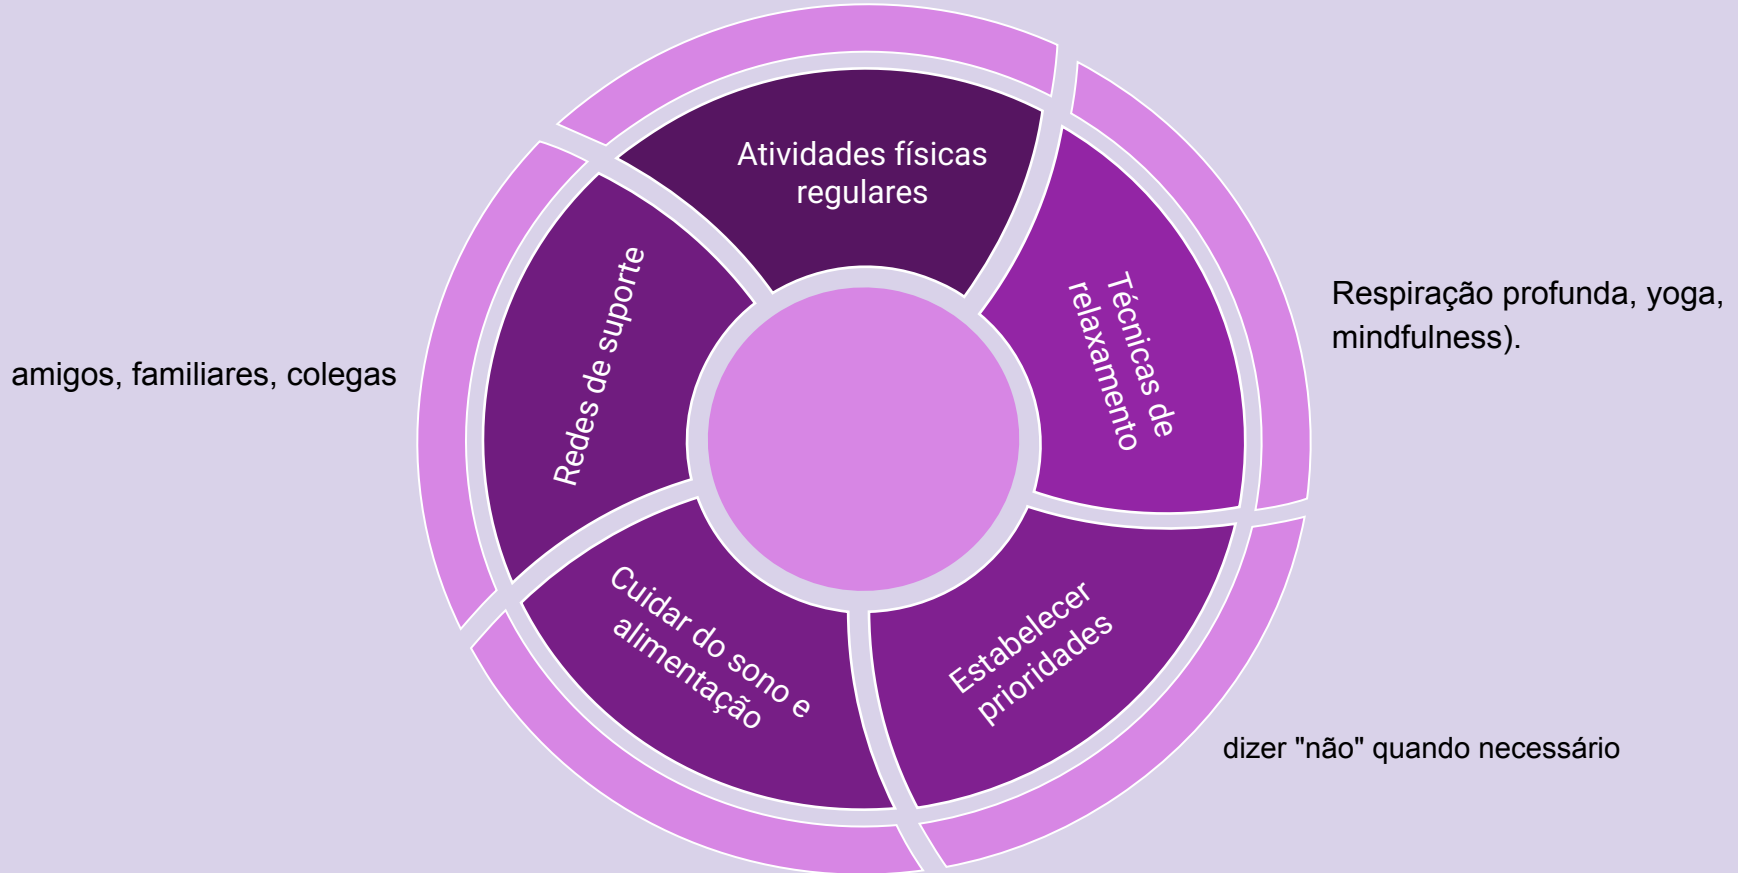 Atividades físicas
regulares
Técnicas de
relaxamento
Respiração profunda, yoga,
mindfulness).
Estabelecer
prioridades
dizer "não" quando necessário
Cuidar do sono e
alimentação
Redes de suporte
amigos, familiares, colegas